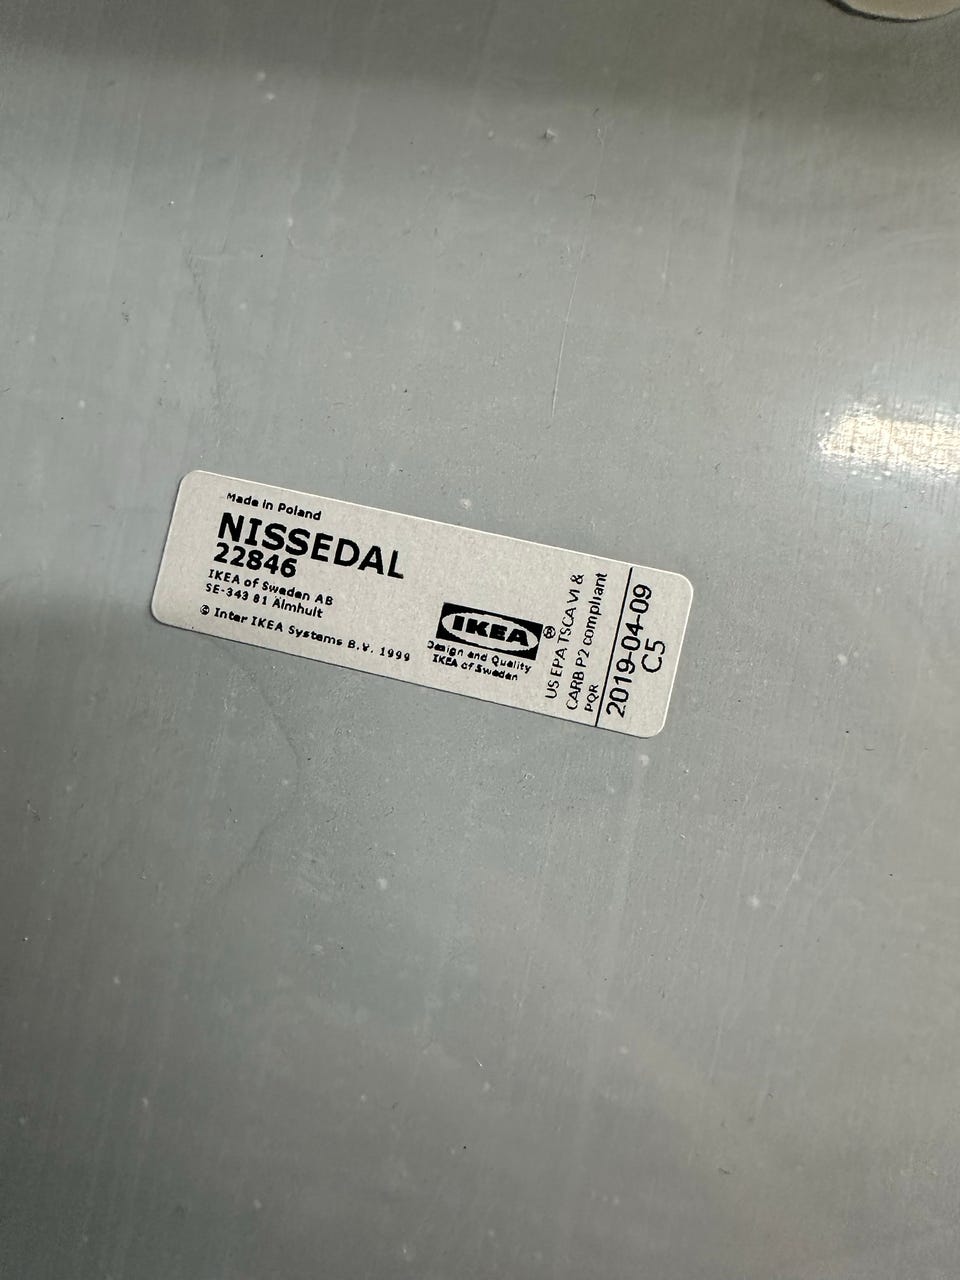 Made in Poland
NISSEDAL
22846
IKEA of Sweden AB
SE-343 81 Älmhult
© Inter IKEA Systems B.V. 1999
IKEA®
Design and Quality
IKEA of Sweden
US EPA TSCA VI &
CARB P2 compliant
PQR
2019-04-09
C5